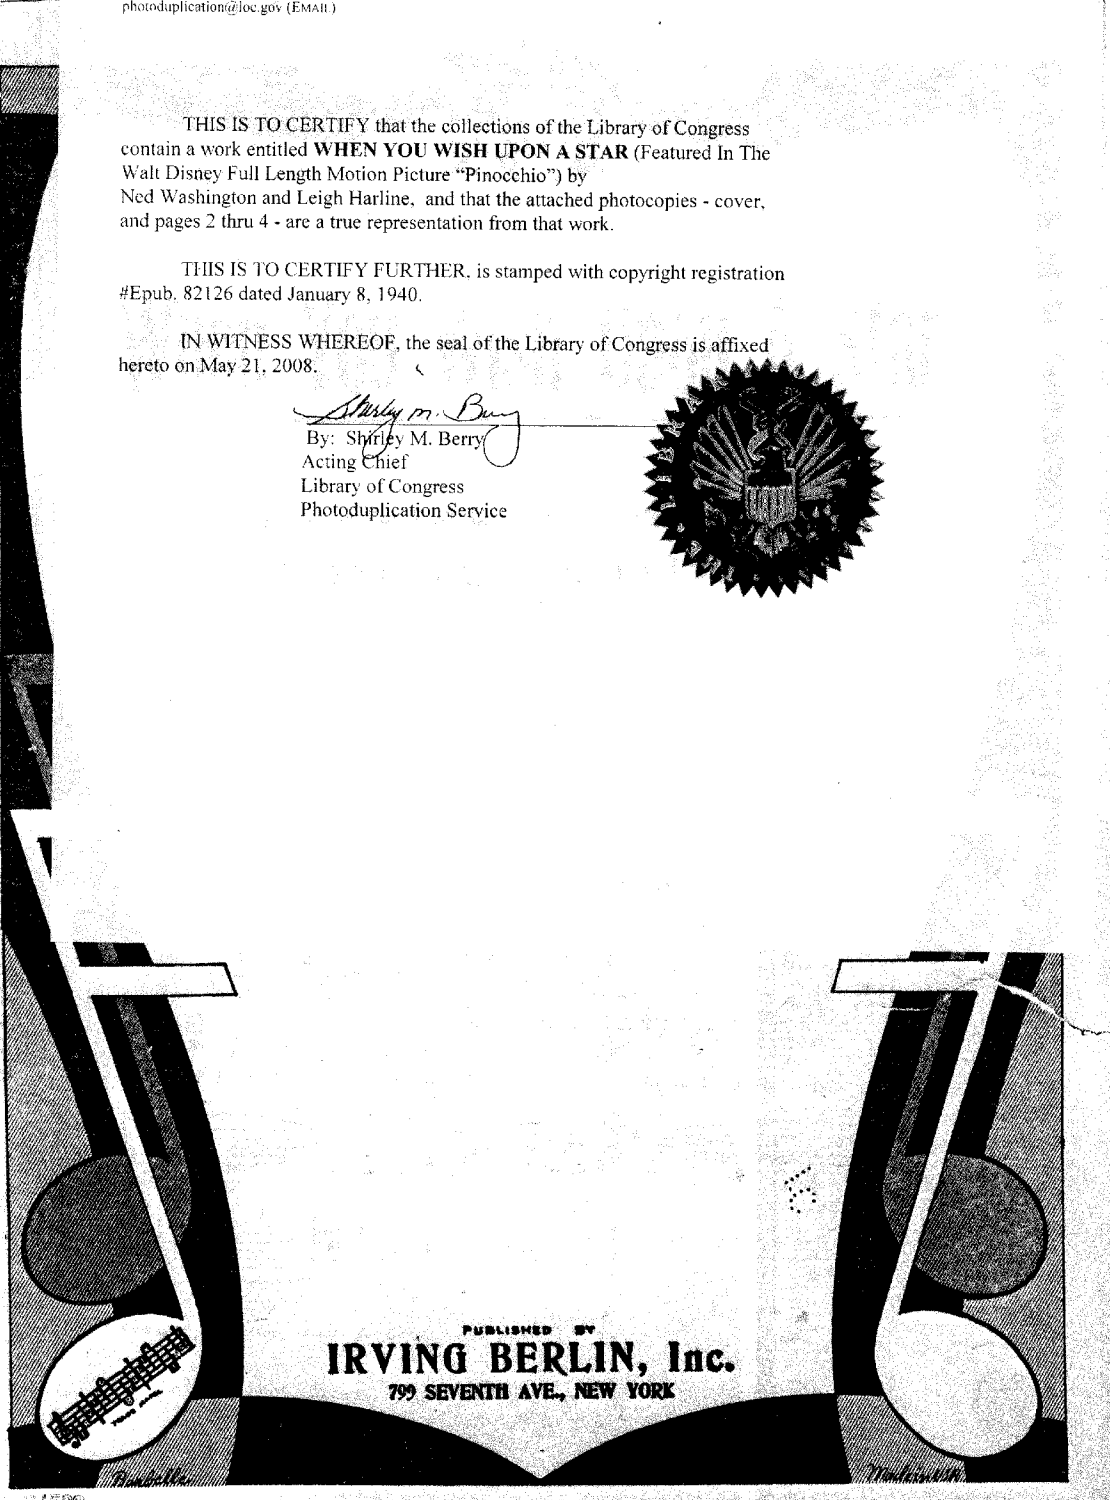 photoduplication@loc.gov (EMAIL)
THIS IS TO CERTIFY that the collections of the Library of Congress
contain a work entitled WHEN YOU WISH UPON A STAR (Featured In The
Walt Disney Full Length Motion Picture “Pinocchio”) by
Ned Washington and Leigh Harline, and that the attached photocopies - cover,
and pages 2 thru 4 - are a true representation from that work.
THIS IS TO CERTIFY FURTHER, is stamped with copyright registration
#Epub. 82126 dated January 8, 1940.
IN WITNESS WHEREOF, the seal of the Library of Congress is affixed
hereto on May 21, 2008.
Shirley M. Berry
By: Shirley M. Berry
Acting Chief
Library of Congress
Photoduplication Service
PUBLISHED BY
IRVING BERLIN, Inc.
799 SEVENTH AVE., NEW YORK